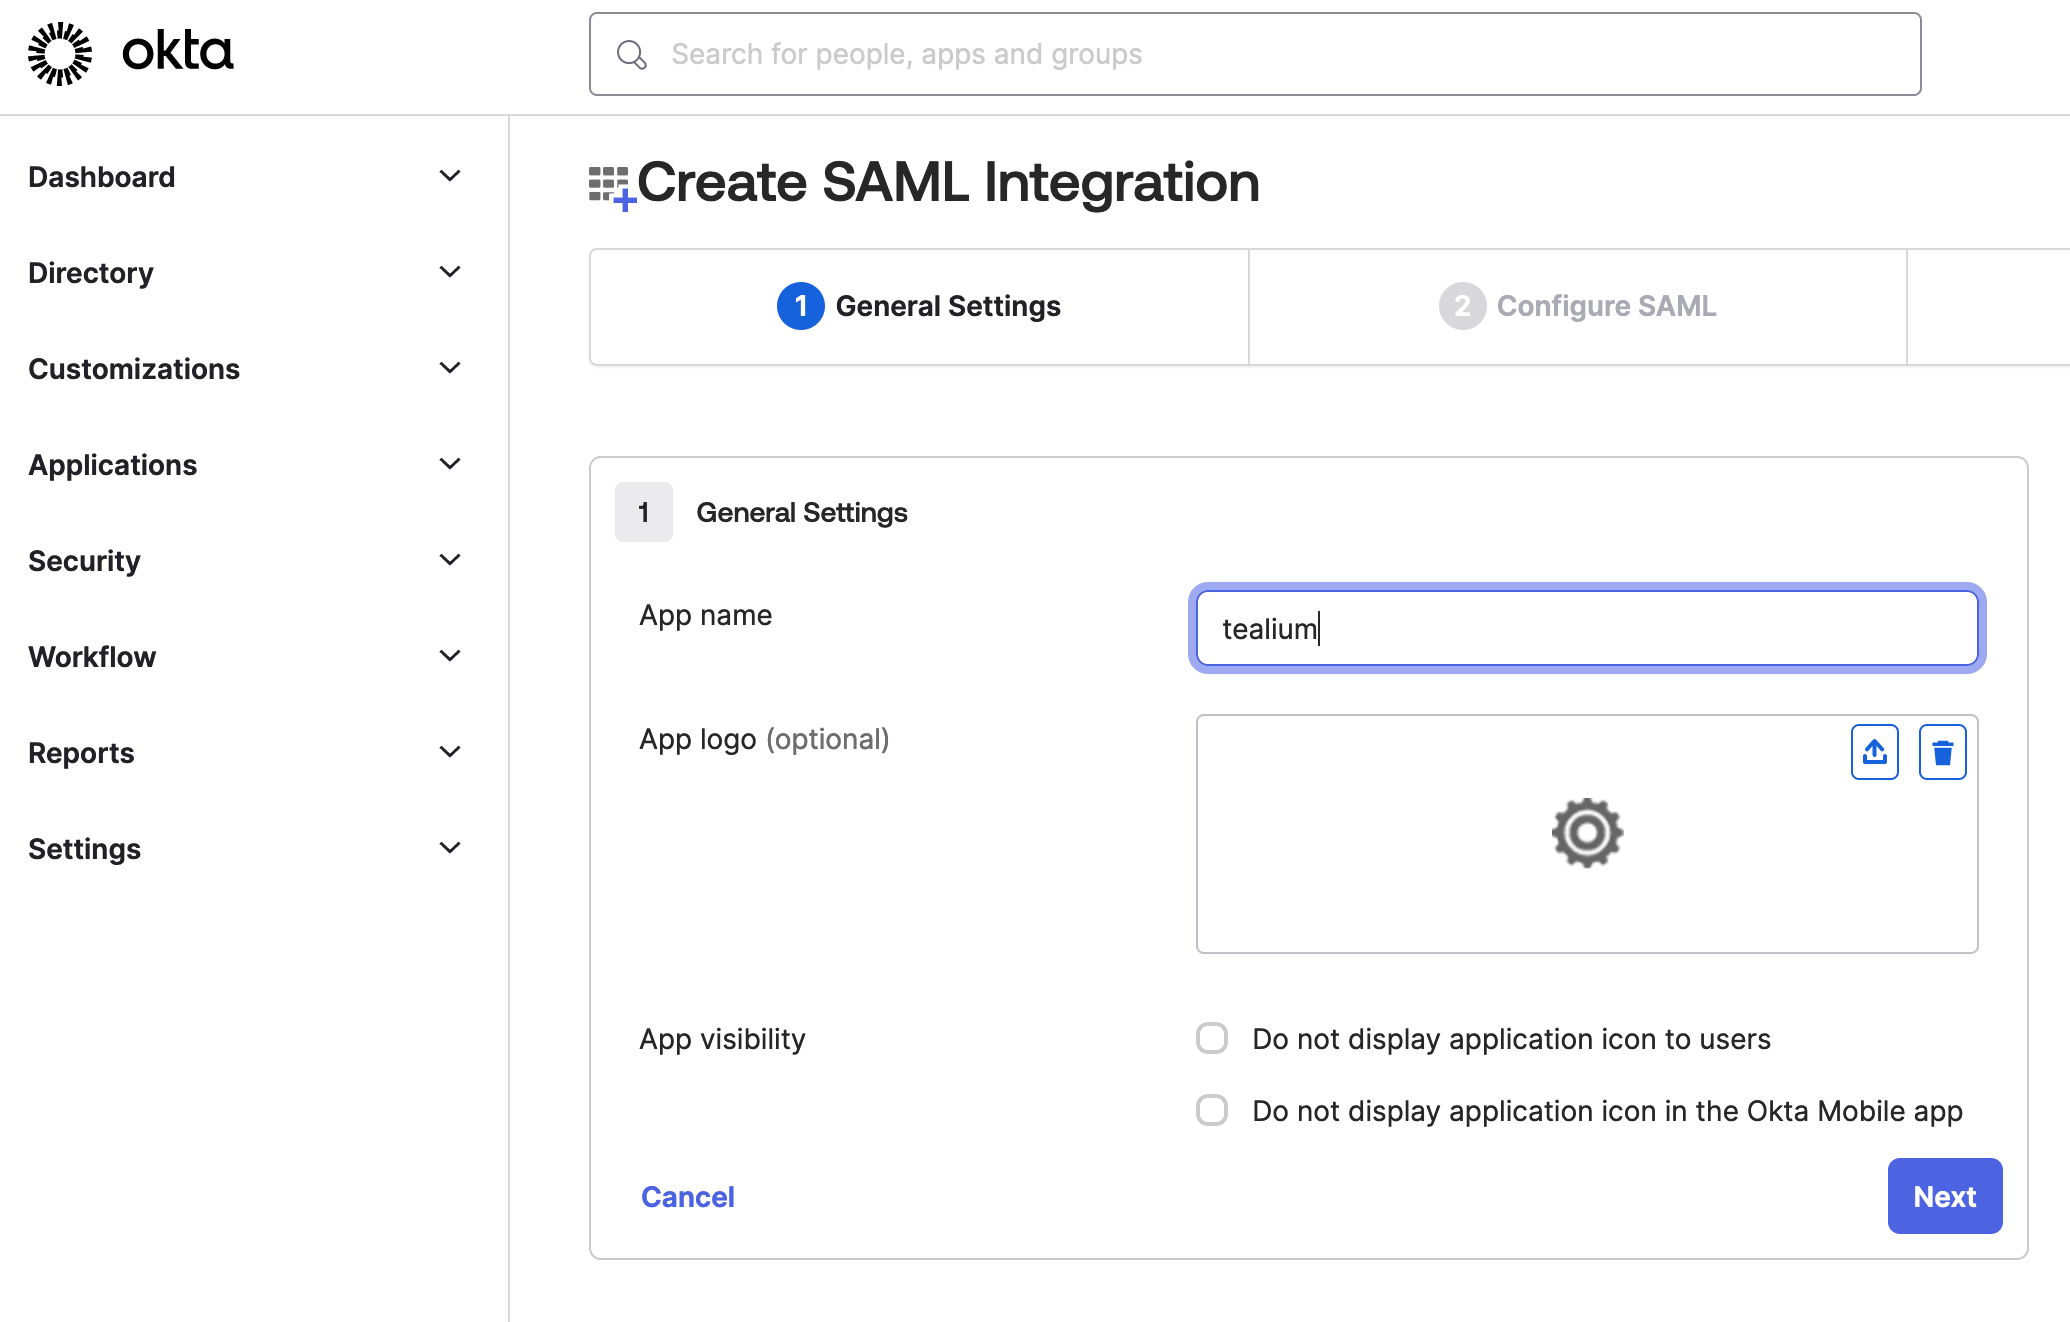 okta
Search for people, apps and groups
Dashboard
Directory
Customizations
Applications
Security
Workflow
Reports
Settings
Create SAML Integration
1 General Settings
2 Configure SAML
1 General Settings
App name
tealium
App logo (optional)
App visibility
Do not display application icon to users
Do not display application icon in the Okta Mobile app
Cancel
Next